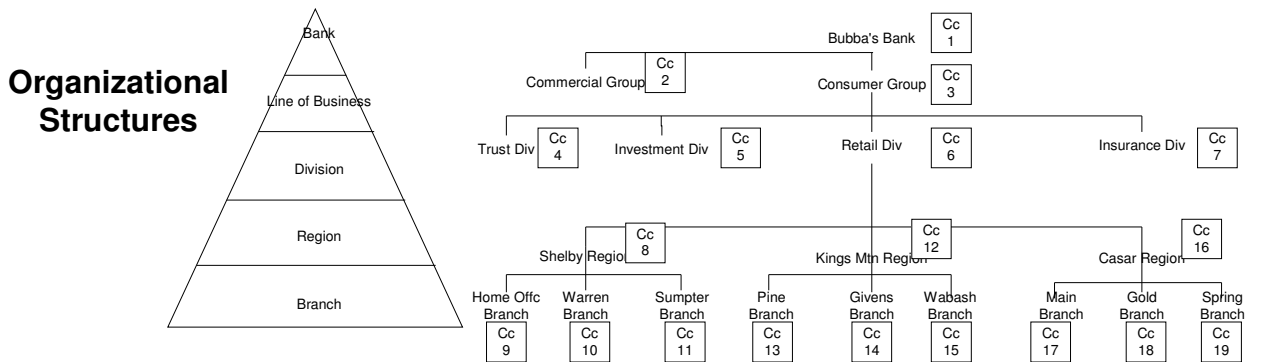 Organizational
Structures
Bank
Line of Business
Division
Region
Branch
Bubba's Bank
Cc
1
Commercial Group
Cc
2
Consumer Group
Cc
3
Trust Div
Cc
4
Investment Div
Cc
5
Retail Div
Cc
6
Insurance Div
Cc
7
Shelby Region
Cc
8
Kings Mtn Region
Cc
12
Casar Region
Cc
16
Home Offc
Branch
Cc
9
Warren
Branch
Cc
10
Sumpter
Branch
Cc
11
Pine
Branch
Cc
13
Givens
Branch
Cc
14
Wabash
Branch
Cc
15
Main
Branch
Cc
17
Gold
Branch
Cc
18
Spring
Branch
Cc
19